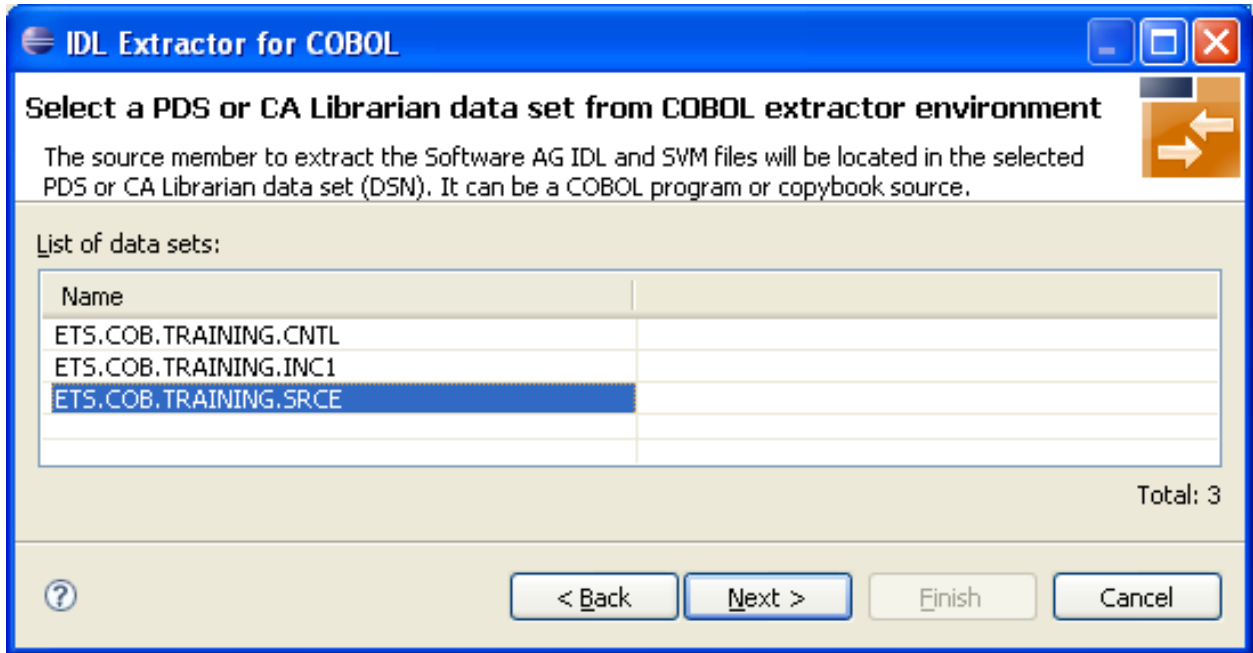 IDL Extractor for COBOL
Select a PDS or CA Librarian data set from COBOL extractor environment
The source member to extract the Software AG IDL and SVM files will be located in the selected
PDS or CA Librarian data set (DSN). It can be a COBOL program or copybook source.
List of data sets:
Name
ETS.COB.TRAINING.CNTL
ETS.COB.TRAINING.INC1
ETS.COB.TRAINING.SRCE
Total: 3
? < Back Next > Finish Cancel